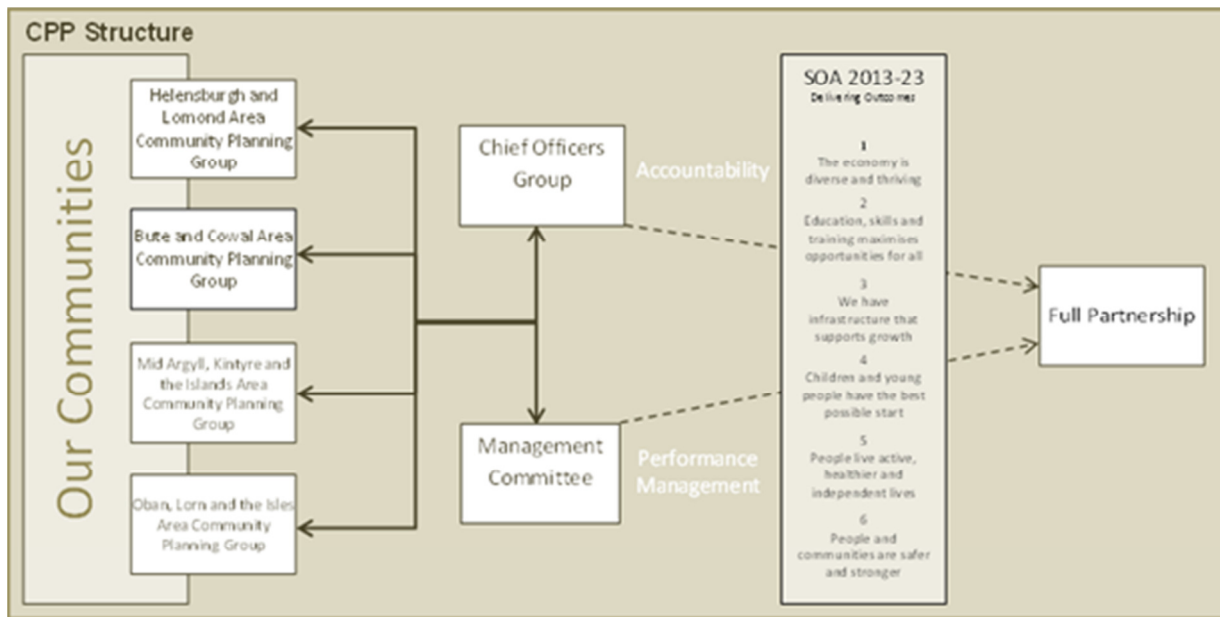 CPP Structure
Our Communities
Helensburgh and
Lomond Area
Community Planning
Group
Bute and Cowal Area
Community Planning
Group
Mid Argyll, Kintyre and
the Islands Area
Community Planning
Group
Oban, Lorn and the Isles
Area Community
Planning Group
Chief Officers
Group
Management
Committee
Accountability
Performance
Management
SOA 2013-23
Delivering Outcomes
1
The economy is
diverse and thriving
2
Education, skills and
training maximises
opportunities for all
3
We have
infrastructure that
supports growth
4
Children and young
people have the best
possible start
5
People live active,
healthier and
independent lives
6
People and
communities are safer
and stronger
Full Partnership